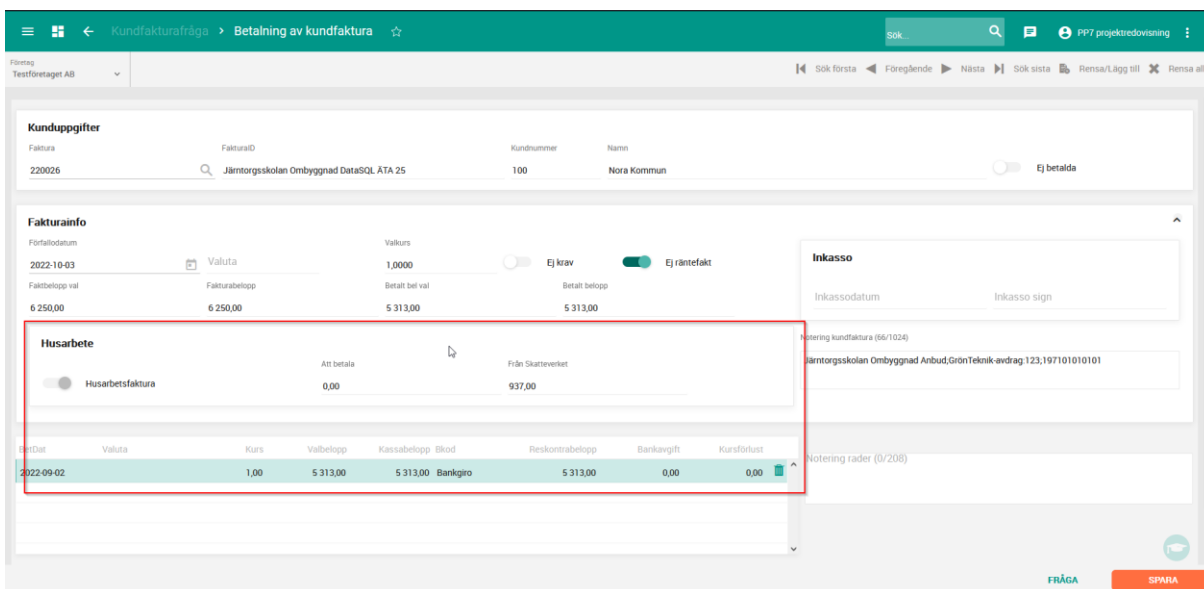 Kundfakturafråga > Betalning av kundfaktura Sök... PP7 projektredovisning
Företag
Testföretaget AB Sök första Föregående Nästa Sök sista Rensa/Lägg till Rensa all
Kunduppgifter
Faktura FakturaID Kundnummer Namn
220026 Järntorgsskolan Ombyggnad DataSQL ÄTA 25 100 Nora Kommun Ej betalda
Fakturainfo
Förfallodatum Valkurs
2022-10-03 Valuta 1,0000 Ej krav Ej räntefakt
Inkasso
Faktbelopp val Fakturabelopp Betalt bel val Betalt belopp
6 250,00 6 250,00 5 313,00 5 313,00
Inkassodatum Inkasso sign
Husarbete
Notering kundfaktura (66/1024)
Att betala Från Skatteverket
Järntorgsskolan Ombyggnad Anbud;GrönTeknik-avdrag:123;197101010101
Husarbetsfaktura 0,00 937,00
BetDat Valuta Kurs Valbelopp Kassabelopp Bkod Reskontrabelopp Bankavgift Kursförlust
Notering rader (0/208)
2022-09-02 1,00 5 313,00 5 313,00 Bankgiro 5 313,00 0,00 0,00
FRÅGA SPARA